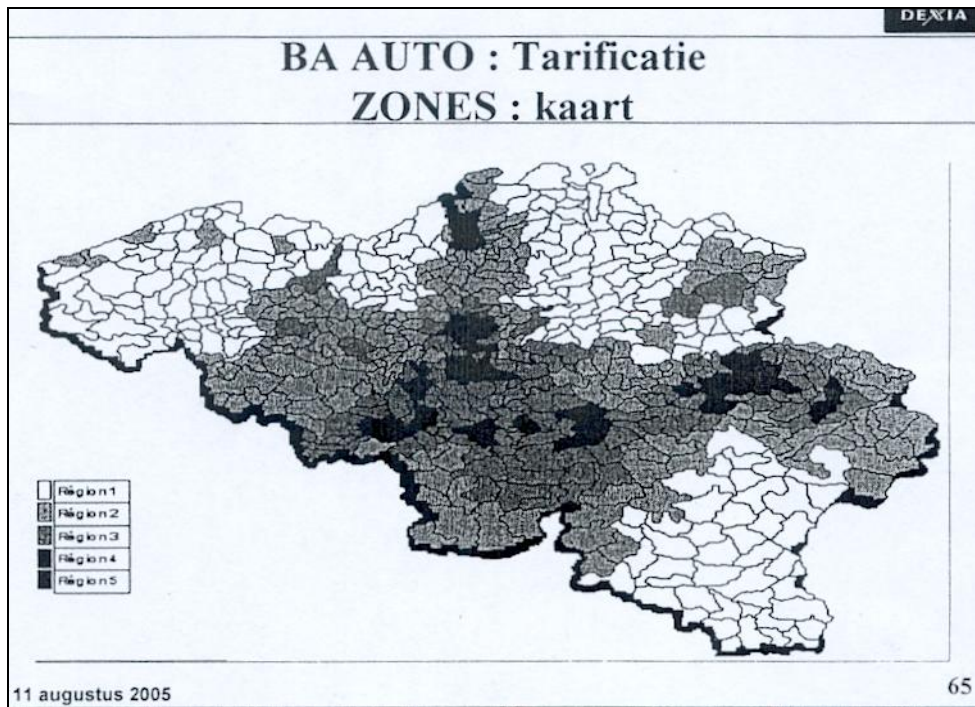 DEXIA
BA AUTO : Tarificatie
ZONES : kaart
Région 1
Région 2
Région 3
Région 4
Région 5
11 augustus 2005
65